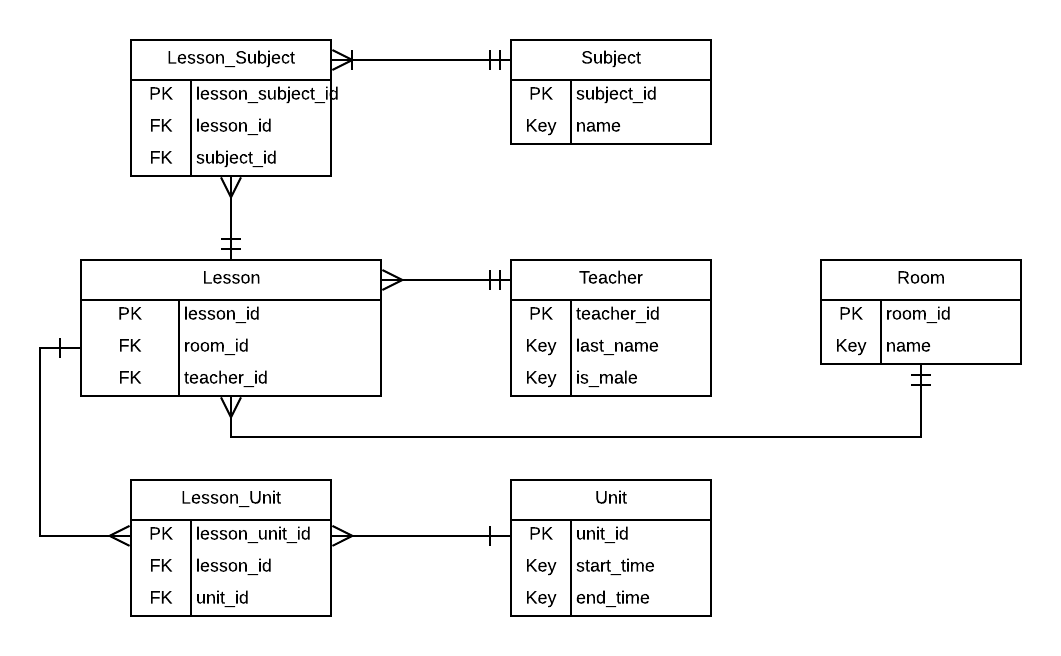 Lesson_Subject
PK lesson_subject_id
FK lesson_id
FK subject_id
Subject
PK subject_id
Key name
Lesson
PK lesson_id
FK room_id
FK teacher_id
Teacher
PK teacher_id
Key last_name
Key is_male
Room
PK room_id
Key name
Lesson_Unit
PK lesson_unit_id
FK lesson_id
FK unit_id
Unit
PK unit_id
Key start_time
Key end_time